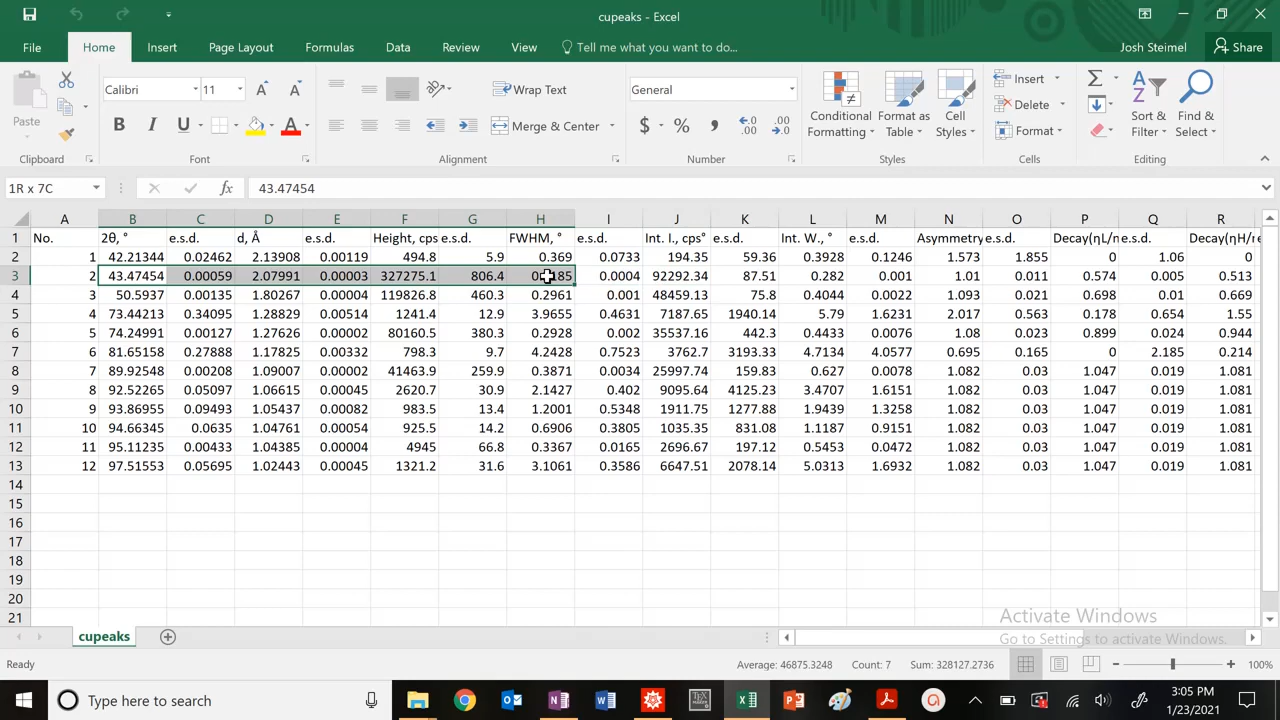 cupeaks - Excel
File Home Insert Page Layout Formulas Data Review View Tell me what you want to do... Josh Steimel Share
Calibri 11 Wrap Text General Insert
Paste B I U Merge & Center $ % Conditional Formatting Format as Table Cell Styles Delete Format Sort & Filter Find & Select
Clipboard Font Alignment Number Styles Cells Editing
1R x 7C fx 43.47454
A B C D E F G H I J K L M N O P Q R
1 No. 2θ, ° e.s.d. d, Å e.s.d. Height, cps e.s.d. FWHM, ° e.s.d. Int. I., cps° e.s.d. Int. W., ° e.s.d. Asymmetry e.s.d. Decay(ηL/ e.s.d. Decay(ηH/
2 1 42.21344 0.02462 2.13908 0.00119 494.8 5.9 0.369 0.0733 194.35 59.36 0.3928 0.1246 1.573 1.855 0 1.06 0
3 2 43.47454 0.00059 2.07991 0.00003 327275.1 806.4 0.0004 92292.34 87.51 0.282 0.001 1.01 0.011 0.574 0.005 0.513
4 3 50.5937 0.00135 1.80267 0.00004 119826.8 460.3 0.2961 0.001 48459.13 75.8 0.4044 0.0022 1.093 0.021 0.698 0.01 0.669
5 4 73.44213 0.34095 1.28829 0.00514 1241.4 12.9 3.9655 0.4631 7187.65 1940.14 5.79 1.6231 2.017 0.563 0.178 0.654 1.55
6 5 74.24991 0.00127 1.27626 0.00002 80160.5 380.3 0.2928 0.002 35537.16 442.3 0.4433 0.0076 1.08 0.023 0.899 0.024 0.944
7 6 81.65158 0.27888 1.17825 0.00332 798.3 9.7 4.2428 0.7523 3762.7 3193.33 4.7134 4.0577 0.695 0.165 0 2.185 0.214
8 7 89.92548 0.00208 1.09007 0.00002 41463.9 259.9 0.3871 0.0034 25997.74 159.83 0.627 0.0078 1.082 0.03 1.047 0.019 1.081
9 8 92.52265 0.05097 1.06615 0.00045 2620.7 30.9 2.1427 0.402 9095.64 4125.23 3.4707 1.6151 1.082 0.03 1.047 0.019 1.081
10 9 93.86955 0.09493 1.05437 0.00082 983.5 13.4 1.2001 0.5348 1911.75 1277.88 1.9439 1.3258 1.082 0.03 1.047 0.019 1.081
11 10 94.66345 0.0635 1.04761 0.00054 925.5 14.2 0.6906 0.3805 1035.35 831.08 1.1187 0.9151 1.082 0.03 1.047 0.019 1.081
12 11 95.11235 0.00433 1.04385 0.00004 4945 66.8 0.3367 0.0165 2696.67 197.12 0.5453 0.0472 1.082 0.03 1.047 0.019 1.081
13 12 97.51553 0.05695 1.02443 0.00045 1321.2 31.6 3.1061 0.3586 6647.51 2078.14 5.0313 1.6932 1.082 0.03 1.047 0.019 1.081
14
15
16
17
18
19
20
21
Activate Windows
Go to Settings to activate Windows.
cupeaks
Ready Average: 46875.3248 Count: 7 Sum: 328127.2736 100%
Type here to search 3:05 PM
1/23/2021